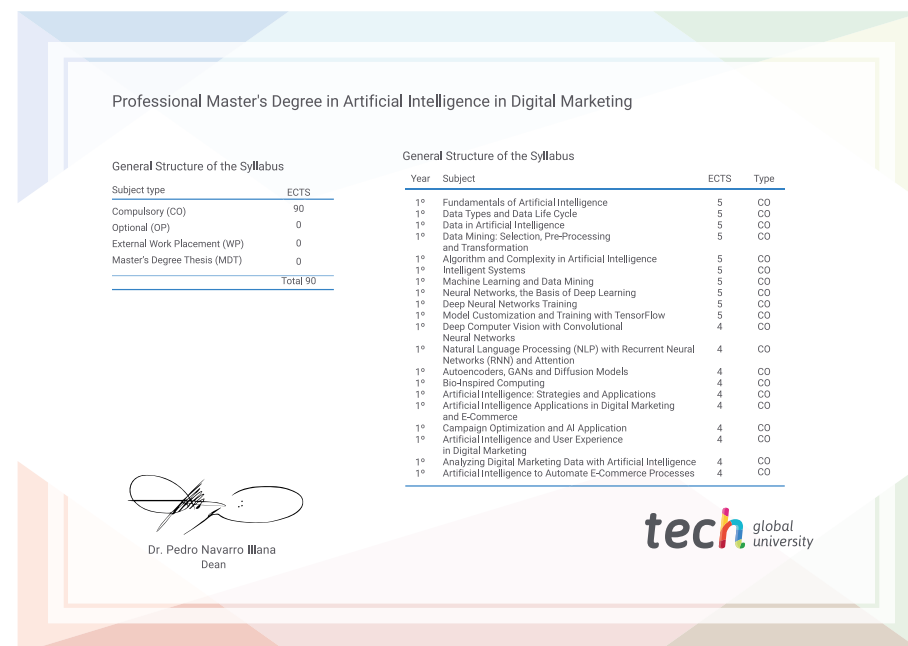 Professional Master's Degree in Artificial Intelligence in Digital Marketing
General Structure of the Syllabus
Subject type ECTS
Compulsory (CO) 90
Optional (OP) 0
External Work Placement (WP) 0
Master's Degree Thesis (MDT) 0
Total 90
General Structure of the Syllabus
Year Subject ECTS Type
1º Fundamentals of Artificial Intelligence 5 CO
1º Data Types and Data Life Cycle 5 CO
1º Data in Artificial Intelligence 5 CO
1º Data Mining: Selection, Pre-Processing 5 CO
and Transformation
1º Algorithm and Complexity in Artificial Intelligence 5 CO
1º Intelligent Systems 5 CO
1º Machine Learning and Data Mining 5 CO
1º Neural Networks, the Basis of Deep Learning 5 CO
1º Deep Neural Networks Training 5 CO
1º Model Customization and Training with TensorFlow 5 CO
1º Deep Computer Vision with Convolutional 4 CO
Neural Networks
1º Natural Language Processing (NLP) with Recurrent Neural 4 CO
Networks (RNN) and Attention
1º Autoencoders, GANs and Diffusion Models 4 CO
1º Bio-Inspired Computing 4 CO
1º Artificial Intelligence: Strategies and Applications 4 CO
1º Artificial Intelligence Applications in Digital Marketing 4 CO
and E-Commerce
1º Campaign Optimization and AI Application 4 CO
1º Artificial Intelligence and User Experience 4 CO
in Digital Marketing
1º Analyzing Digital Marketing Data with Artificial Intelligence 4 CO
1º Artificial Intelligence to Automate E-Commerce Processes 4 CO
Dr. Pedro Navarro Illana
Dean
tech global
university